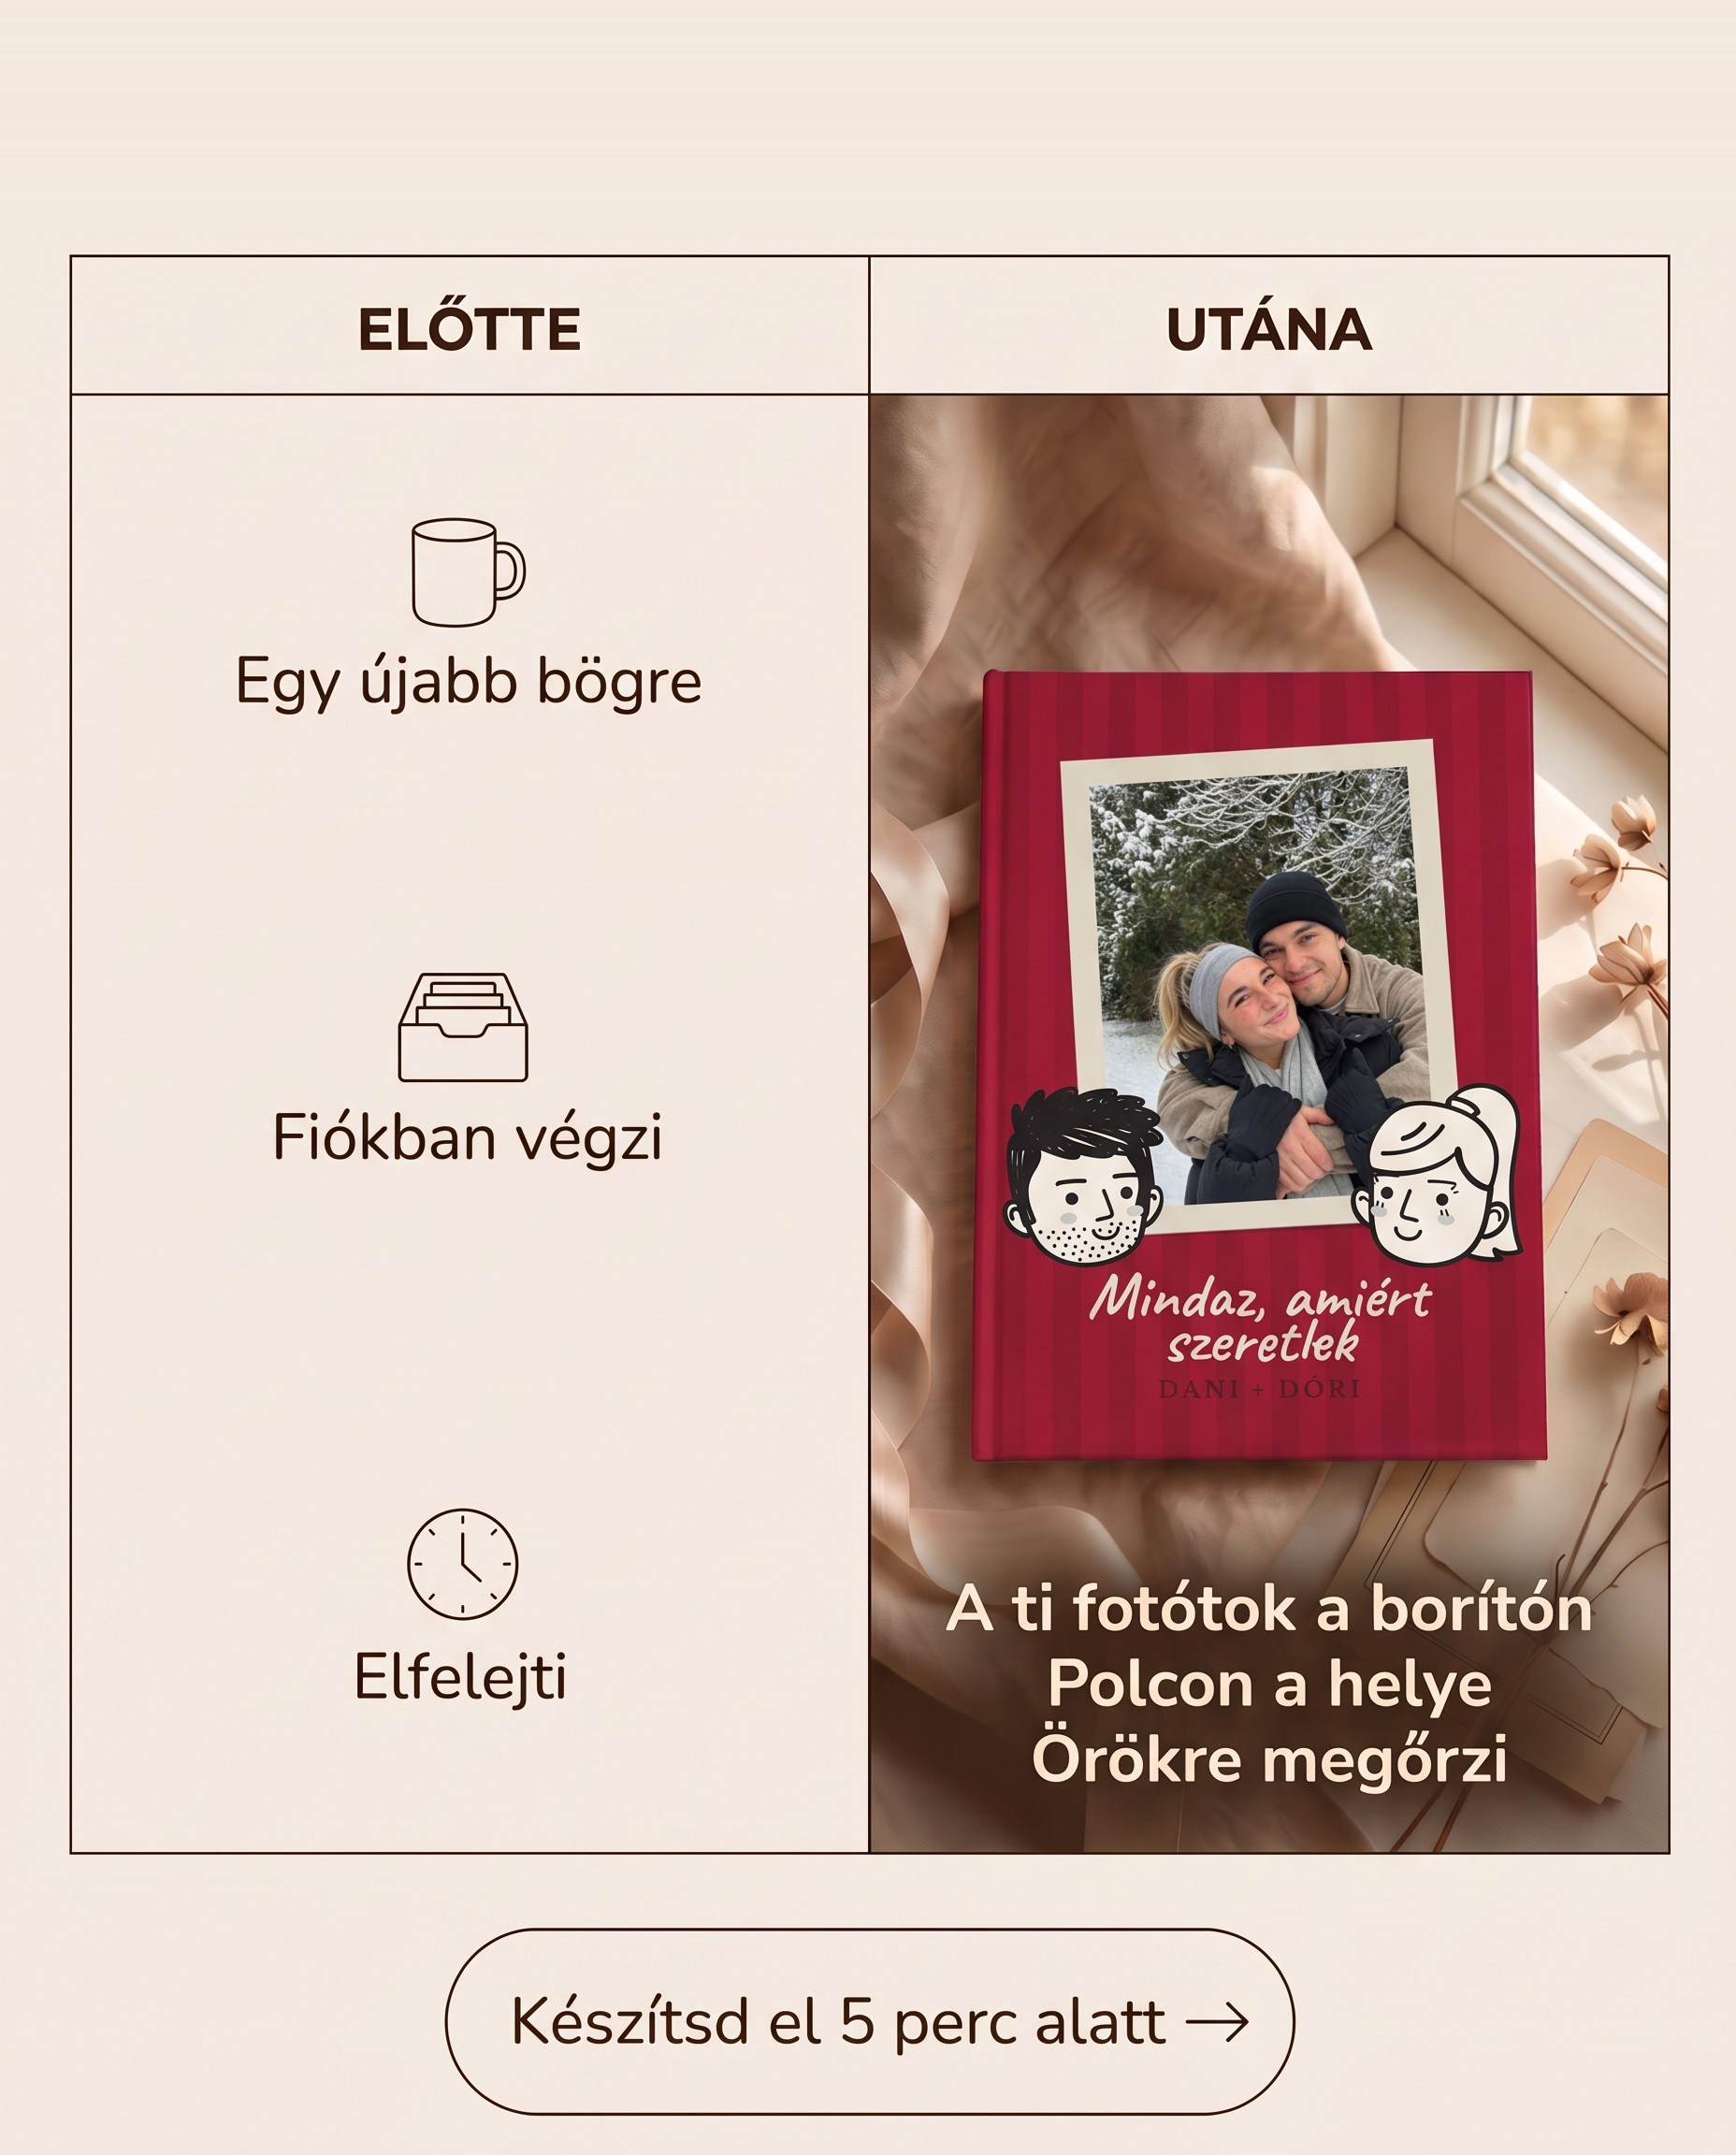 ELŐTTE
UTÁNA
Egy újabb bögre
Fiókban végzi
Elfelejti
Mindaz, amiért
szeretlek
DANI + DÓRI
A ti fotótok a borítón
Polcon a helye
Örökre megőrzi
Készítsd el 5 perc alatt →